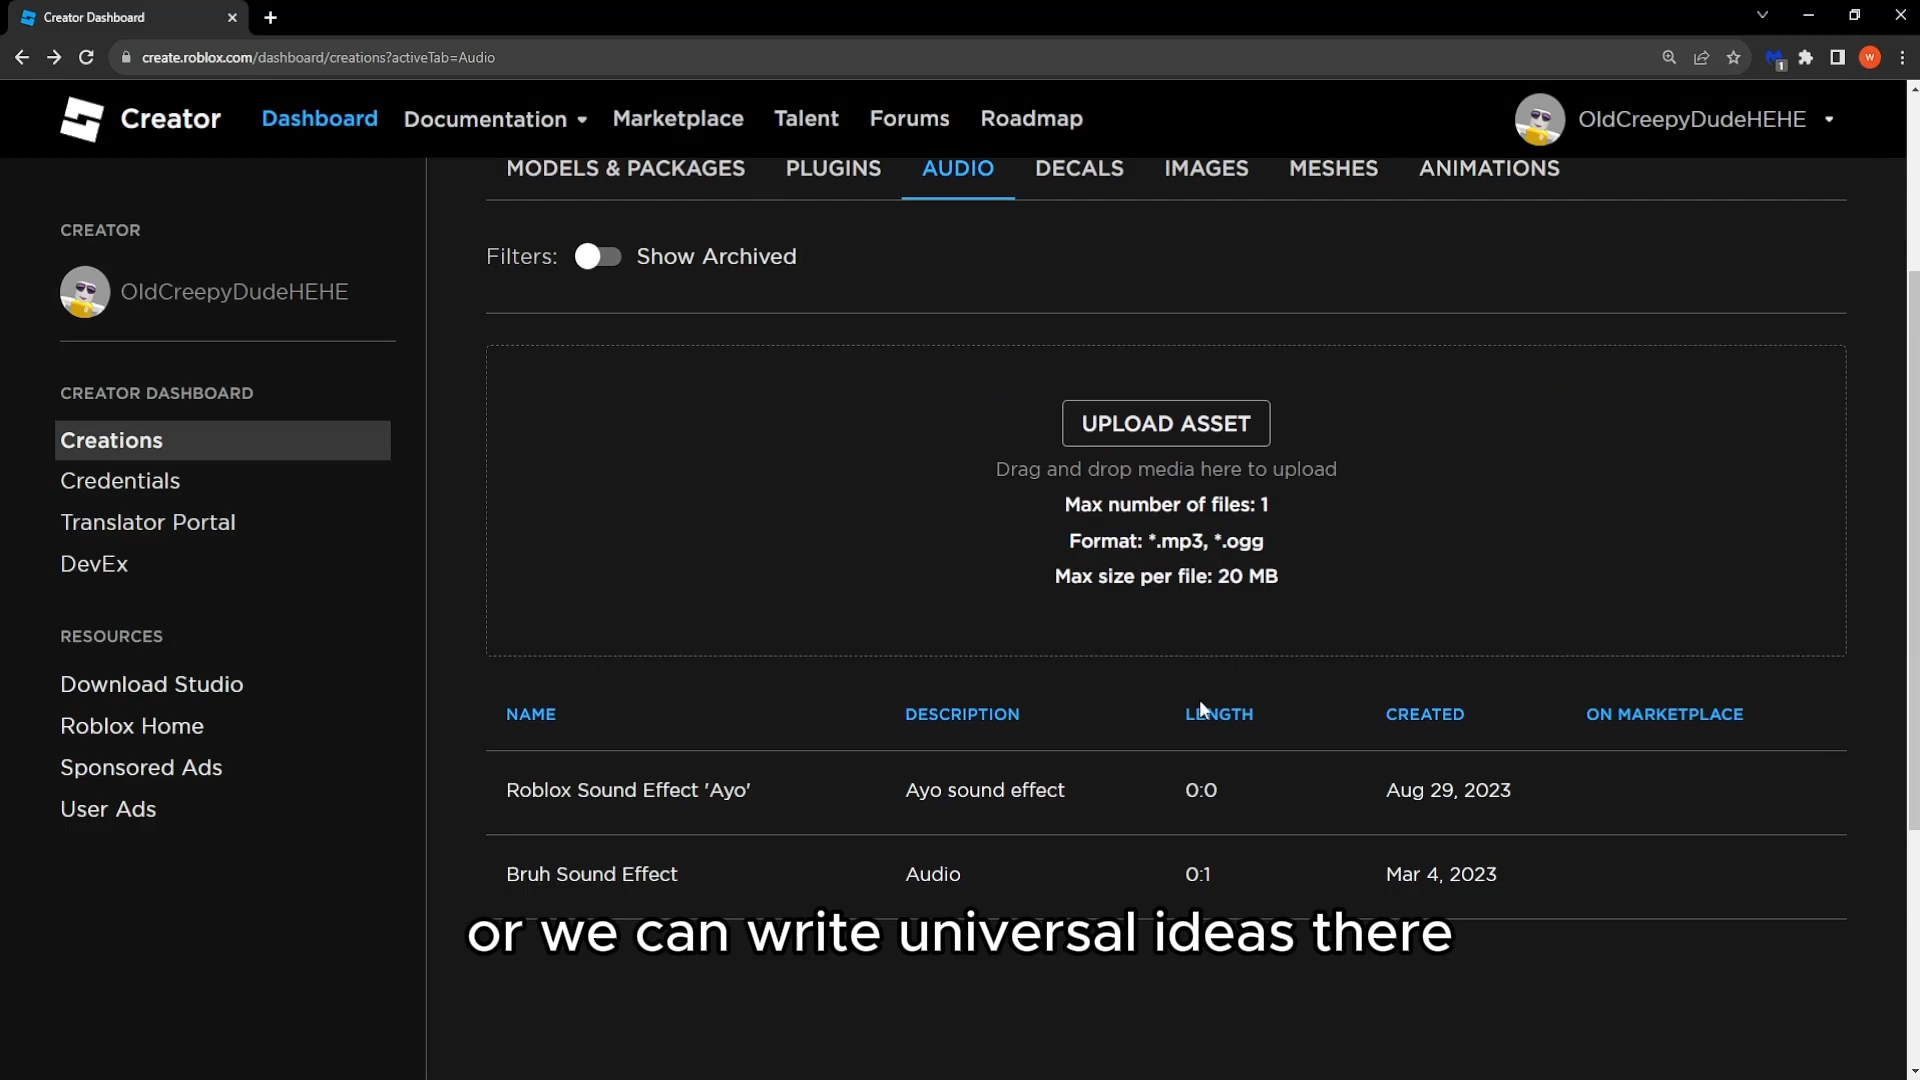 Creator Dashboard
create.roblox.com/dashboard/creations?activeTab=Audio
1
W
Creator
Dashboard
Documentation
Marketplace
Talent
Forums
Roadmap
OldCreepyDudeHEHE
MODELS & PACKAGES
PLUGINS
AUDIO
DECALS
IMAGES
MESHES
ANIMATIONS
CREATOR
OldCreepyDudeHEHE
CREATOR DASHBOARD
Creations
Credentials
Translator Portal
DevEx
RESOURCES
Download Studio
Roblox Home
Sponsored Ads
User Ads
Filters:
Show Archived
UPLOAD ASSET
Drag and drop media here to upload
Max number of files: 1
Format: *.mp3, *.ogg
Max size per file: 20 MB
NAME DESCRIPTION LENGTH CREATED ON MARKETPLACE
Roblox Sound Effect 'Ayo' Ayo sound effect 0:0 Aug 29, 2023
Bruh Sound Effect Audio 0:1 Mar 4, 2023
or we can write universal ideas there